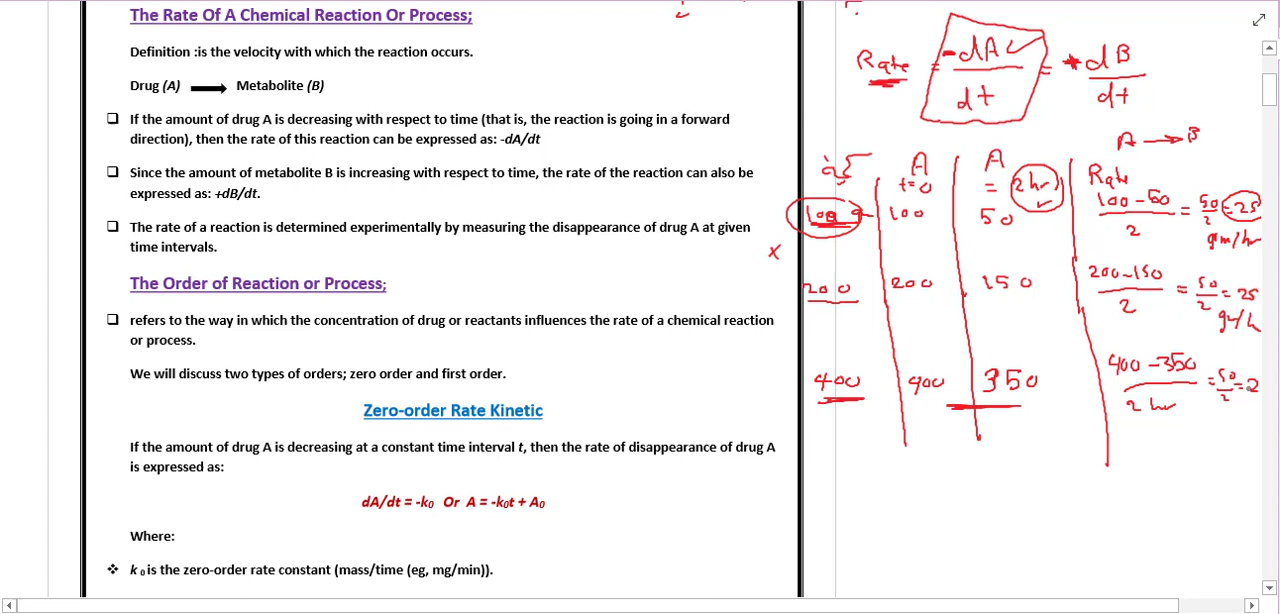 The Rate Of A Chemical Reaction Or Process;
Definition :is the velocity with which the reaction occurs.
Drug (A) ⟶ Metabolite (B)
❑ If the amount of drug A is decreasing with respect to time (that is, the reaction is going in a forward
direction), then the rate of this reaction can be expressed as: -dA/dt
❑ Since the amount of metabolite B is increasing with respect to time, the rate of the reaction can also be
expressed as: +dB/dt.
❑ The rate of a reaction is determined experimentally by measuring the disappearance of drug A at given
time intervals.
The Order of Reaction or Process;
❑ refers to the way in which the concentration of drug or reactants influences the rate of a chemical reaction
or process.
We will discuss two types of orders; zero order and first order.
Zero-order Rate Kinetic
If the amount of drug A is decreasing at a constant time interval t, then the rate of disappearance of drug A
is expressed as:
dA/dt = -k₀ Or A = -k₀t + A₀
Where:
❖ k ₀ is the zero-order rate constant (mass/time (eg, mg/min)).
Rate = -dA/dt = + dB/dt
A ⟶ B
A t=0 A = 2hr Rate
100 100 50 100-50/2 = 50/2 = 25
gm/hr
200 200 150 200-150/2 = 50/2 = 25
gr/h
400 400 350 400-350/2 hr = 50/2 = 2